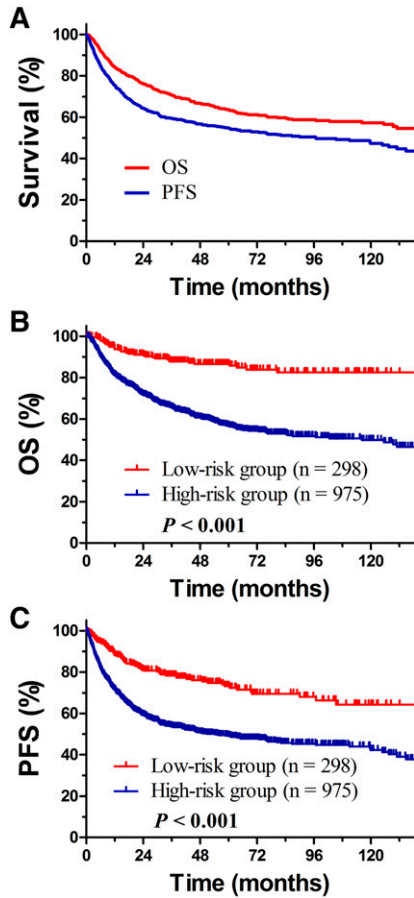 A
Survival (%)
100
80
60
40
20
0
OS
PFS
0 24 48 72 96 120
Time (months)
B
OS (%)
100
80
60
40
20
0
Low-risk group (n = 298)
High-risk group (n = 975)
P < 0.001
0 24 48 72 96 120
Time (months)
C
PFS (%)
100
80
60
40
20
0
Low-risk group (n = 298)
High-risk group (n = 975)
P < 0.001
0 24 48 72 96 120
Time (months)